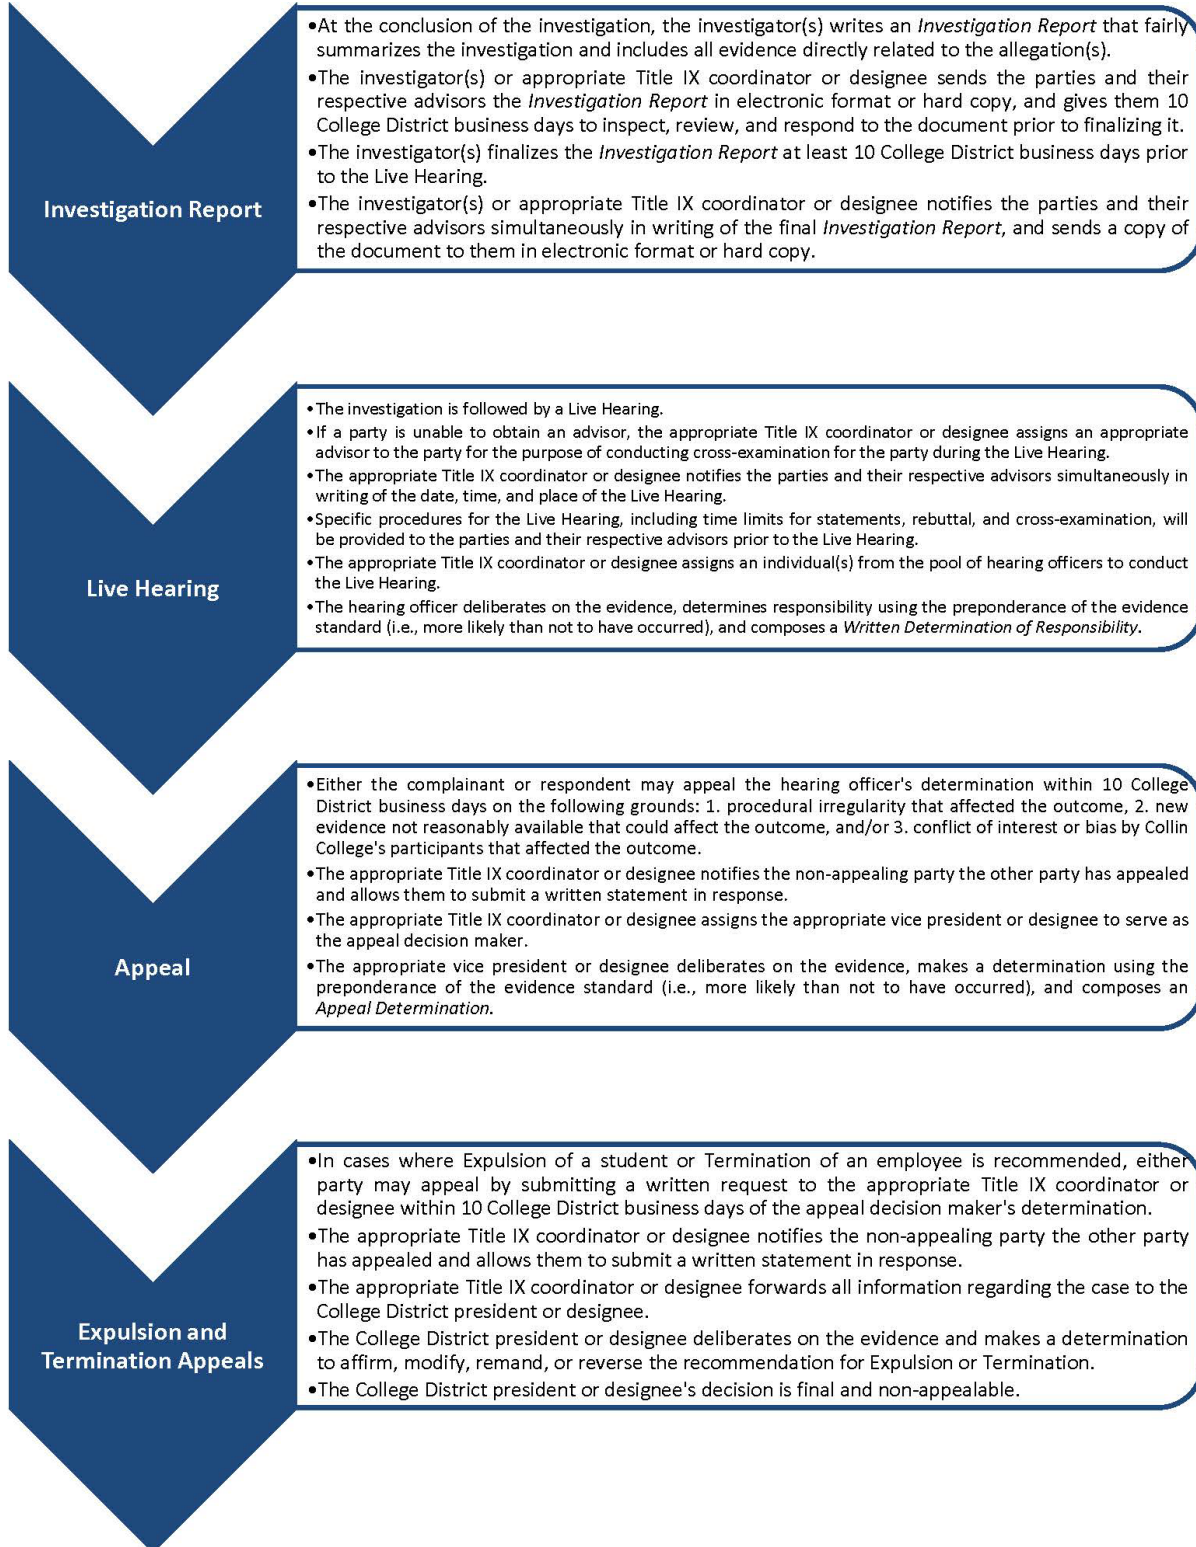 Investigation Report
•At the conclusion of the investigation, the investigator(s) writes an Investigation Report that fairly
summarizes the investigation and includes all evidence directly related to the allegation(s).
•The investigator(s) or appropriate Title IX coordinator or designee sends the parties and their
respective advisors the Investigation Report in electronic format or hard copy, and gives them 10
College District business days to inspect, review, and respond to the document prior to finalizing it.
•The investigator(s) finalizes the Investigation Report at least 10 College District business days prior
to the Live Hearing.
•The investigator(s) or appropriate Title IX coordinator or designee notifies the parties and their
respective advisors simultaneously in writing of the final Investigation Report, and sends a copy of
the document to them in electronic format or hard copy.
Live Hearing
•The investigation is followed by a Live Hearing.
•If a party is unable to obtain an advisor, the appropriate Title IX coordinator or designee assigns an appropriate
advisor to the party for the purpose of conducting cross-examination for the party during the Live Hearing.
•The appropriate Title IX coordinator or designee notifies the parties and their respective advisors simultaneously in
writing of the date, time, and place of the Live Hearing.
•Specific procedures for the Live Hearing, including time limits for statements, rebuttal, and cross-examination, will
be provided to the parties and their respective advisors prior to the Live Hearing.
•The appropriate Title IX coordinator or designee assigns an individual(s) from the pool of hearing officers to conduct
the Live Hearing.
•The hearing officer deliberates on the evidence, determines responsibility using the preponderance of the evidence
standard (i.e., more likely than not to have occurred), and composes a Written Determination of Responsibility.
Appeal
•Either the complainant or respondent may appeal the hearing officer's determination within 10 College
District business days on the following grounds: 1. procedural irregularity that affected the outcome, 2. new
evidence not reasonably available that could affect the outcome, and/or 3. conflict of interest or bias by Collin
College's participants that affected the outcome.
•The appropriate Title IX coordinator or designee notifies the non-appealing party the other party has appealed
and allows them to submit a written statement in response.
•The appropriate Title IX coordinator or designee assigns the appropriate vice president or designee to serve as
the appeal decision maker.
•The appropriate vice president or designee deliberates on the evidence, makes a determination using the
preponderance of the evidence standard (i.e., more likely than not to have occurred), and composes an
Appeal Determination.
Expulsion and
Termination Appeals
•In cases where Expulsion of a student or Termination of an employee is recommended, either
party may appeal by submitting a written request to the appropriate Title IX coordinator or
designee within 10 College District business days of the appeal decision maker's determination.
•The appropriate Title IX coordinator or designee notifies the non-appealing party the other party
has appealed and allows them to submit a written statement in response.
•The appropriate Title IX coordinator or designee forwards all information regarding the case to the
College District president or designee.
•The College District president or designee deliberates on the evidence and makes a determination
to affirm, modify, remand, or reverse the recommendation for Expulsion or Termination.
•The College District president or designee's decision is final and non-appealable.